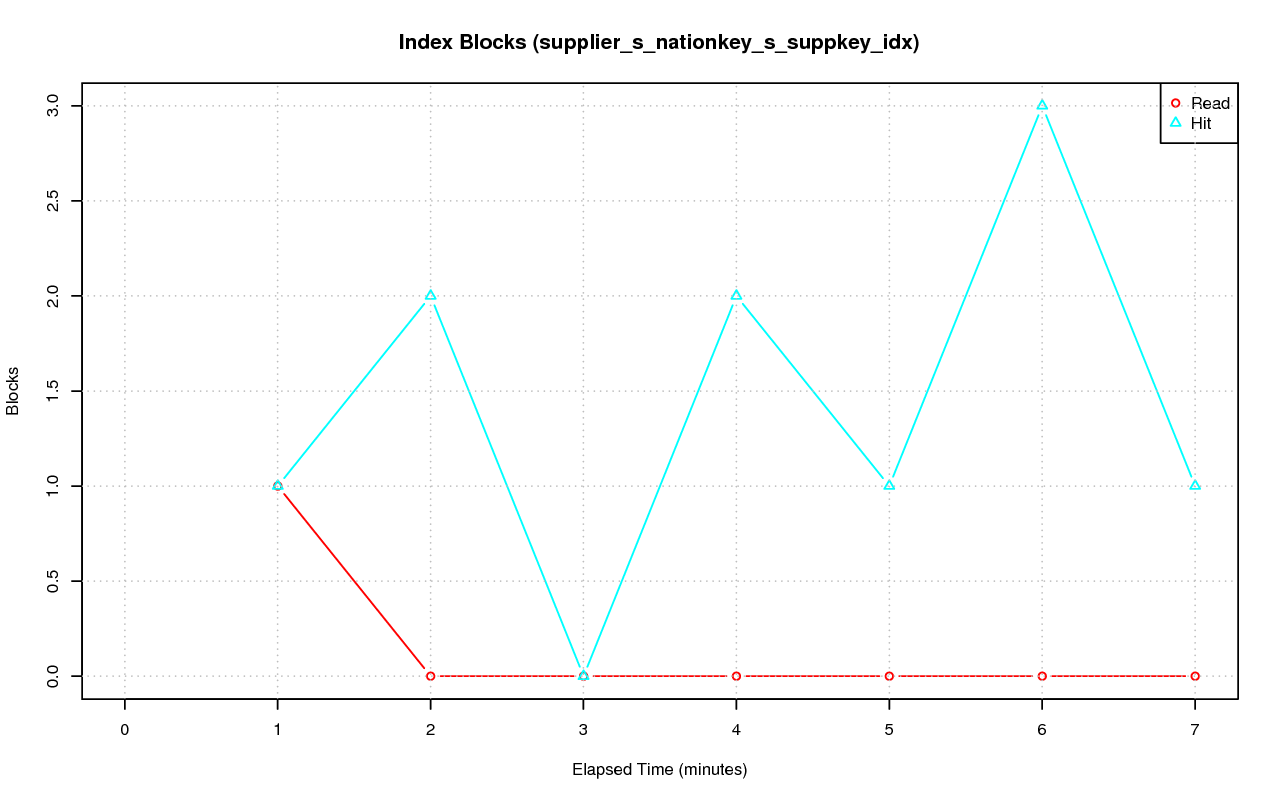 Index Blocks (supplier_s_nationkey_s_suppkey_idx)
Read
Hit
3.0
2.5
2.0
1.5
1.0
0.5
0.0
Blocks
0 1 2 3 4 5 6 7
Elapsed Time (minutes)